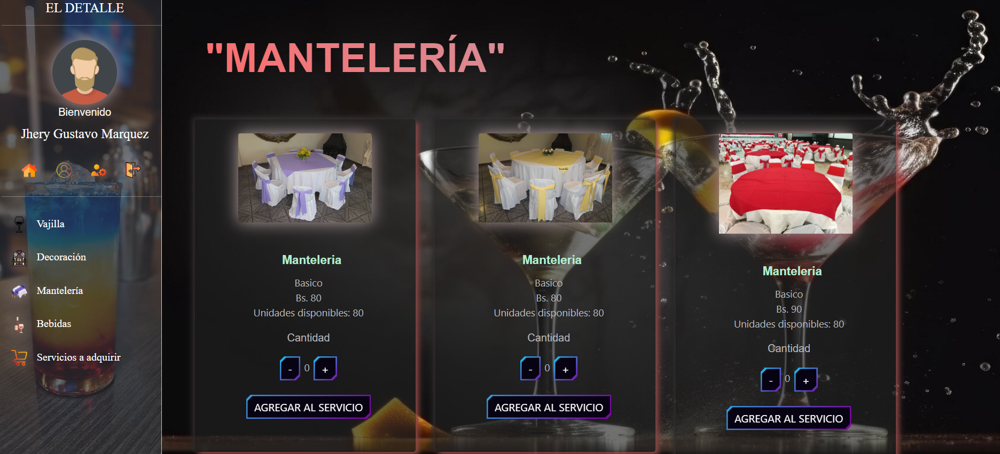 EL DETALLE
Bienvenido
Jhery Gustavo Marquez
Vajilla
Decoración
Mantelería
Bebidas
Servicios a adquirir
"MANTELERÍA"
Manteleria
Basico
Bs. 80
Unidades disponibles: 80
Cantidad
- 0 +
AGREGAR AL SERVICIO
Manteleria
Basico
Bs. 80
Unidades disponibles: 80
Cantidad
- 0 +
AGREGAR AL SERVICIO
Manteleria
Basico
Bs. 90
Unidades disponibles: 80
Cantidad
- 0 +
AGREGAR AL SERVICIO